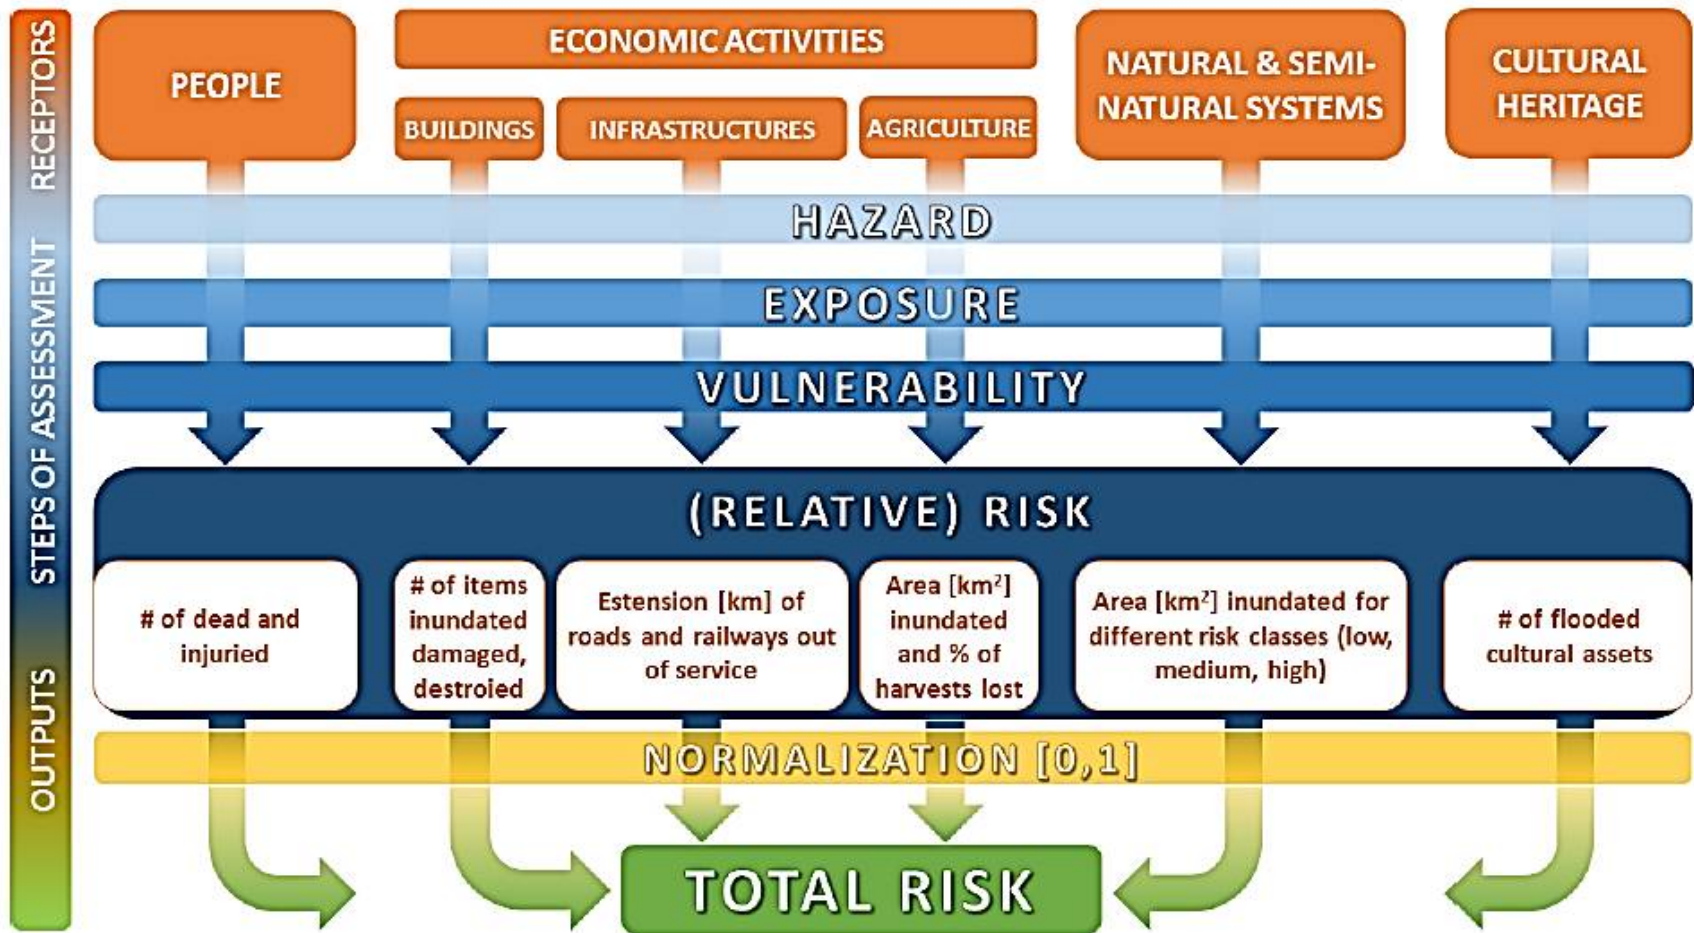 RECEPTORS
STEPS OF ASSESSMENT
OUTPUTS
PEOPLE
ECONOMIC ACTIVITIES
BUILDINGS
INFRASTRUCTURES
AGRICULTURE
NATURAL & SEMI-
NATURAL SYSTEMS
CULTURAL
HERITAGE
HAZARD
EXPOSURE
VULNERABILITY
(RELATIVE) RISK
# of dead and
injuried
# of items
inundated
damaged,
destroied
Estension [km] of
roads and railways out
of service
Area [km²]
inundated
and % of
harvests lost
Area [km²] inundated for
different risk classes (low,
medium, high)
# of flooded
cultural assets
NORMALIZATION [0,1]
TOTAL RISK